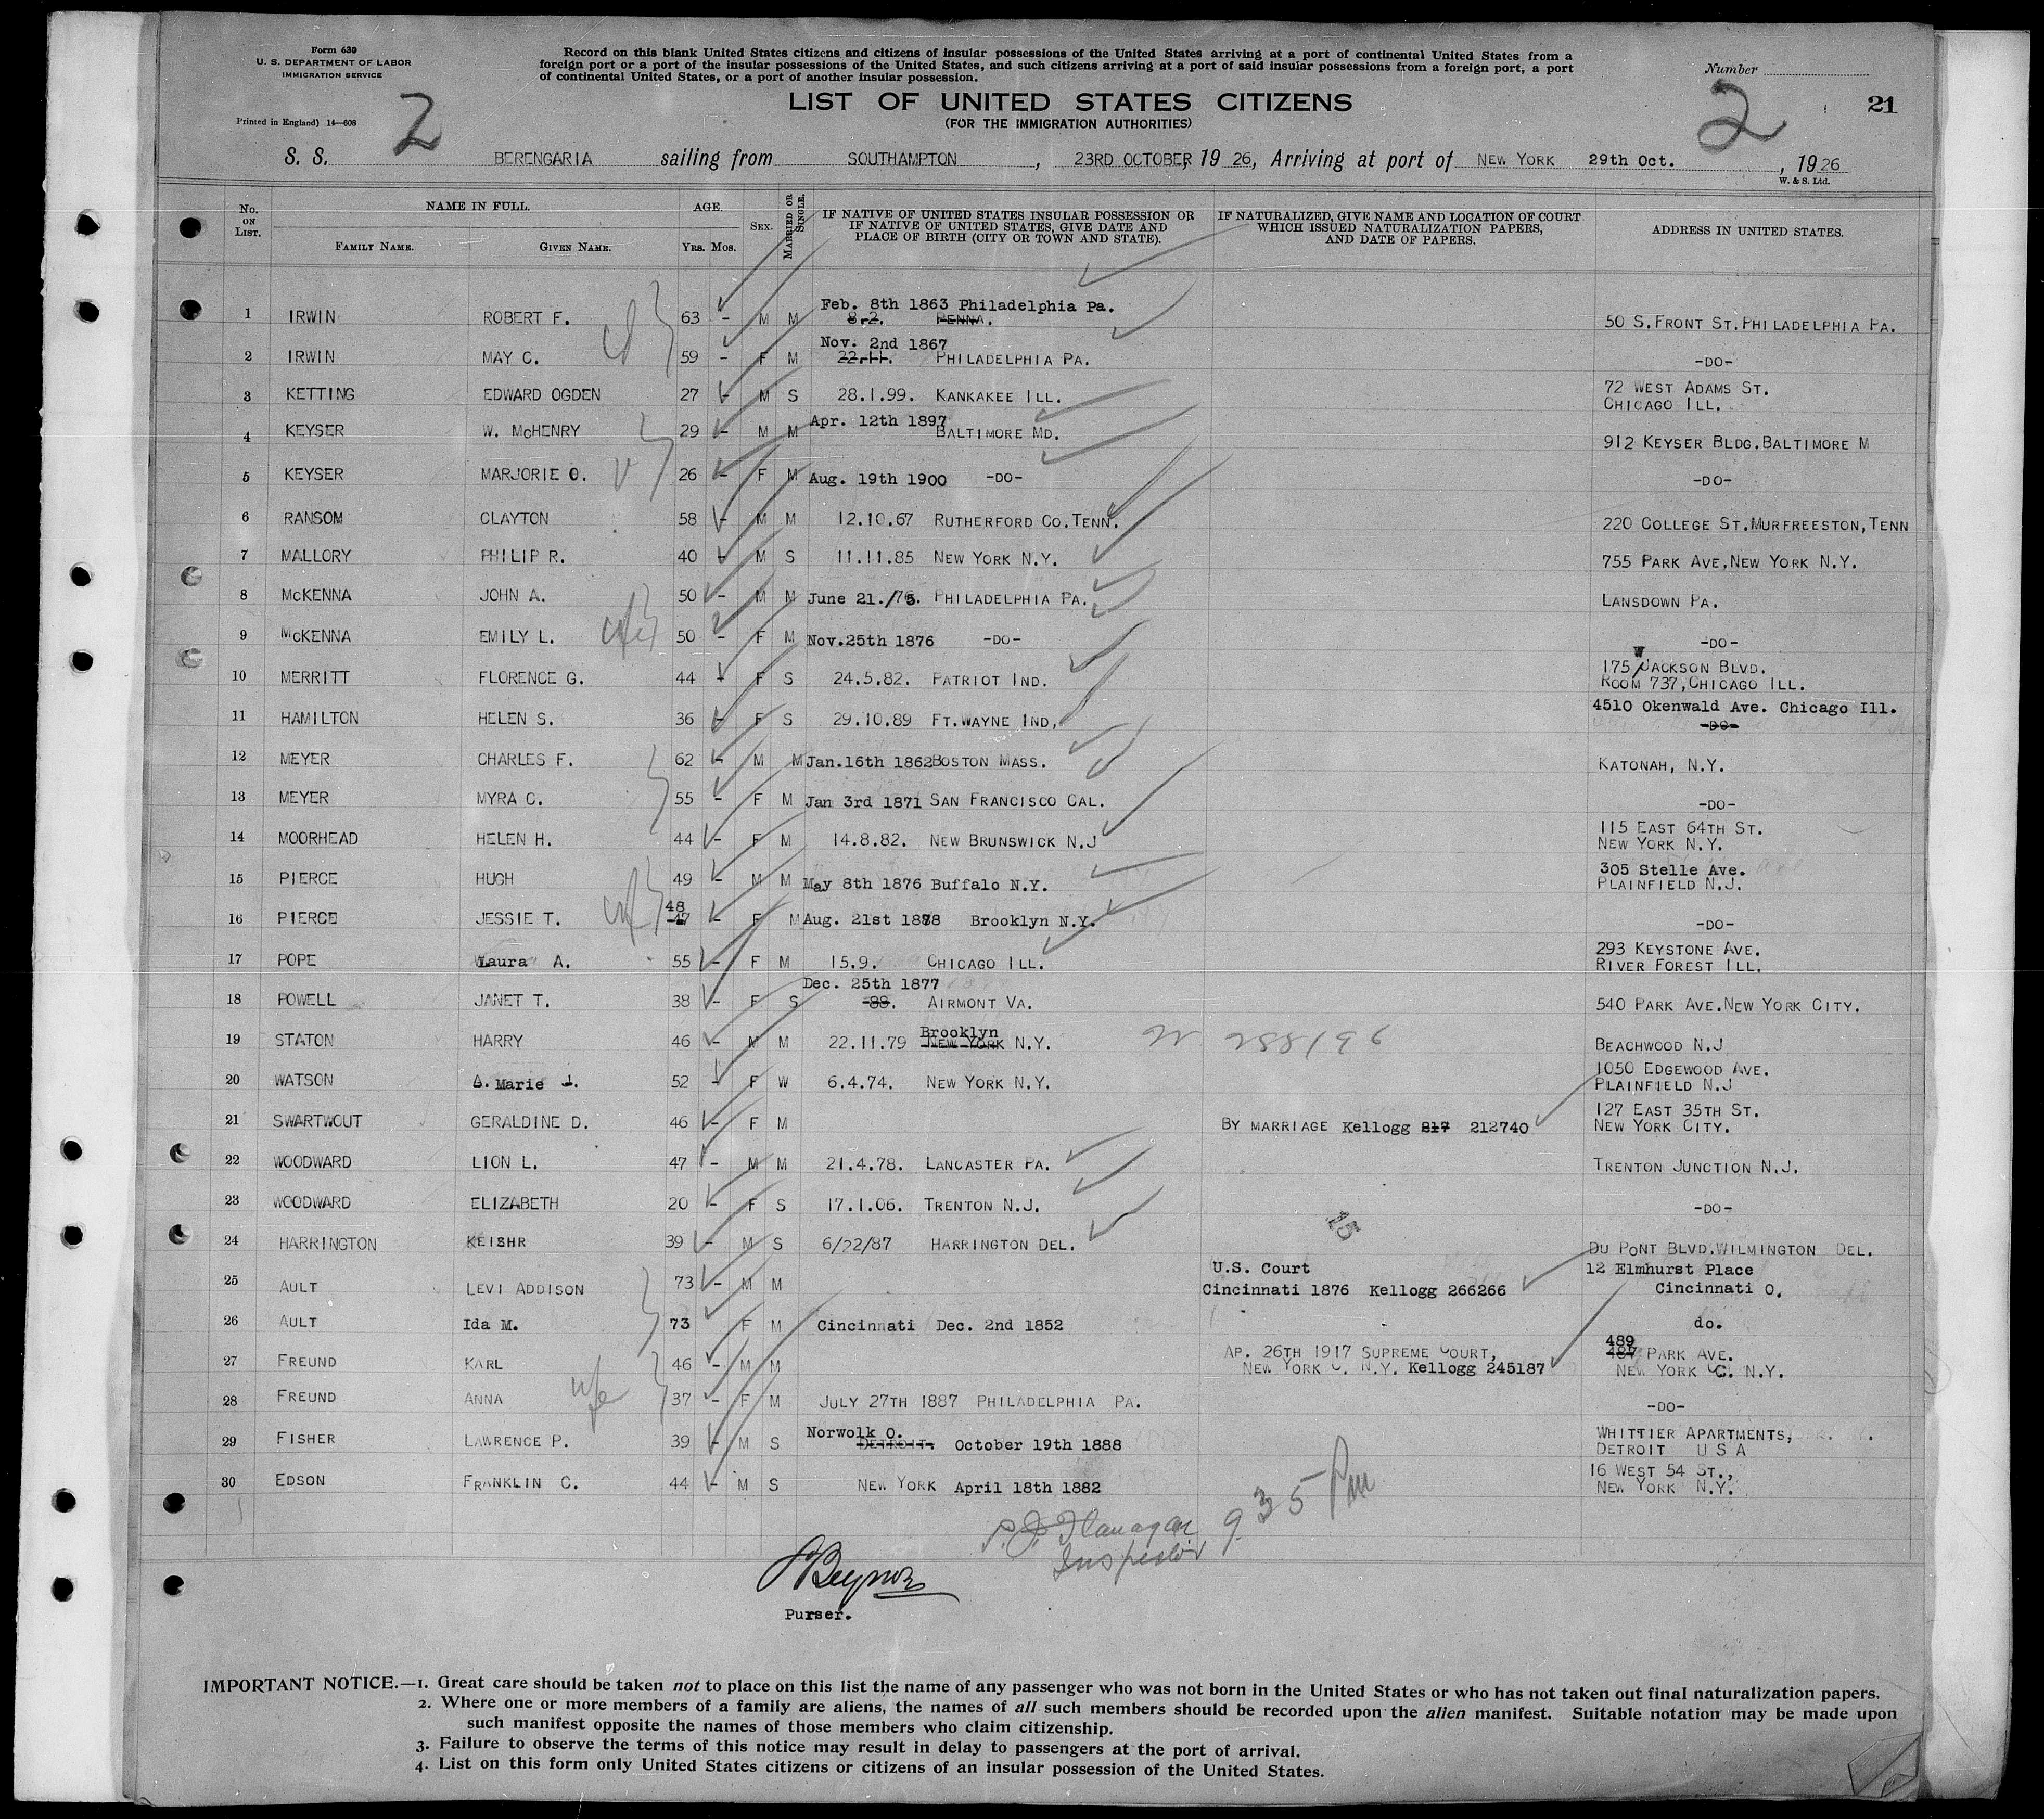 Form 630
U. S. DEPARTMENT OF LABOR
IMMIGRATION SERVICE
Printed in England) 14—608
Record on this blank United States citizens and citizens of insular possessions of the United States arriving at a port of continental United States from a
foreign port or a port of the insular possessions of the United States, and such citizens arriving at a port of said insular possessions from a foreign port, a port
of continental United States, or a port of another insular possession.
Number
2
LIST OF UNITED STATES CITIZENS
(FOR THE IMMIGRATION AUTHORITIES)
2
21
S. S. BERENGARIA sailing from SOUTHAMPTON, 23RD OCTOBER, 19 26, Arriving at port of NEW YORK 29th Oct., 19 26
W. & S. Ltd.
No. ON LIST. NAME IN FULL. FAMILY NAME. GIVEN NAME. AGE. YRS. MOS. SEX. MARRIED OR SINGLE. IF NATIVE OF UNITED STATES INSULAR POSSESSION OR IF NATIVE OF UNITED STATES, GIVE DATE AND PLACE OF BIRTH (CITY OR TOWN AND STATE). IF NATURALIZED, GIVE NAME AND LOCATION OF COURT WHICH ISSUED NATURALIZATION PAPERS, AND DATE OF PAPERS. ADDRESS IN UNITED STATES.
1 IRWIN ROBERT F. 63 - M M Feb. 8th 1863 Philadelphia Pa. 8.2. PENNA. 50 S.FRONT ST.PHILADELPHIA PA.
2 IRWIN MAY C. 59 - F M Nov. 2nd 1867 22.11. PHILADELPHIA PA. -DO-
3 KETTING EDWARD OGDEN 27 - M S 28.1.99. KANKAKEE ILL. 72 WEST ADAMS ST. CHICAGO ILL.
4 KEYSER W. McHENRY 29 - M M Apr. 12th 1897 BALTIMORE MD. 912 KEYSER BLDG.BALTIMORE M
5 KEYSER MARJORIE O. 26 - F M Aug. 19th 1900 -DO- -DO-
6 RANSOM CLAYTON 58 - M M 12.10.67 RUTHERFORD CO.TENN. 220 COLLEGE ST.MURFREESTON,TENN
7 MALLORY PHILIP R. 40 - M S 11.11.85 NEW YORK N.Y. 755 PARK AVE.NEW YORK N.Y.
8 McKENNA JOHN A. 50 - M M June 21. PHILADELPHIA PA. LANSDOWN PA.
9 McKENNA EMILY L. 50 - F M Nov.25th 1876 -DO- -DO-
10 MERRITT FLORENCE G. 44 - F S 24.5.82. PATRIOT IND. 175 W JACKSON BLVD. ROOM 737,CHICAGO ILL.
11 HAMILTON HELEN S. 36 - F S 29.10.89 FT.WAYNE IND, 4510 Okenwald Ave. Chicago Ill. -DO-
12 MEYER CHARLES F. 62 - M M Jan.16th 1862 BOSTON MASS. KATONAH, N.Y.
13 MEYER MYRA C. 55 - F M Jan 3rd 1871 SAN FRANCISCO CAL. -DO-
14 MOORHEAD HELEN H. 44 - F M 14.8.82. NEW BRUNSWICK N.J 115 EAST 64TH ST. NEW YORK N.Y.
15 PIERCE HUGH 49 - M M May 8th 1876 Buffalo N.Y. 305 Stelle Ave. PLAINFIELD N.J.
16 PIERCE JESSIE T. 48 47 - F M Aug. 21st 1878 Brooklyn N.Y. -DO-
17 POPE Laura A. 55 - F M 15.9. CHICAGO ILL. 293 KEYSTONE AVE. RIVER FOREST ILL.
18 POWELL JANET T. 38 - F S Dec. 25th 1877 88. AIRMONT VA. 540 PARK AVE.NEW YORK CITY.
19 STATON HARRY 46 - M M 22.11.79 Brooklyn NEW YORK N.Y. BEACHWOOD N.J
20 WATSON A. Marie J. 52 - F W 6.4.74. NEW YORK N.Y. 1050 EDGEWOOD AVE. PLAINFIELD N.J
21 SWARTWOUT GERALDINE D. 46 - F M BY MARRIAGE Kellogg 217 212740 127 EAST 35TH ST. NEW YORK CITY.
22 WOODWARD LION L. 47 - M M 21.4.78. LANCASTER PA. TRENTON JUNCTION N.J.
23 WOODWARD ELIZABETH 20 - F S 17.1.06. TRENTON N.J. -DO-
15
24 HARRINGTON KEISHR 39 - M S 6/22/87 HARRINGTON DEL. DU PONT BLVD.WILMINGTON DEL.
25 AULT LEVI ADDISON 73 - M M U.S. Court Cincinnati 1876 Kellogg 266266 12 Elmhurst Place Cincinnati O.
26 AULT Ida M. 73 F M Cincinnati Dec. 2nd 1852 do.
27 FREUND KARL 46 - M M AP. 26TH 1917 SUPREME COURT, NEW YORK C. N.Y. Kellogg 245187 489 487 PARK AVE. NEW YORK C. N.Y.
28 FREUND ANNA 37 - F M JULY 27TH 1887 PHILADELPHIA PA. -DO-
29 FISHER LAWRENCE P. 39 - M S Norwolk O. DETROIT. October 19th 1888 WHITTIER APARTMENTS, DETROIT U S A
30 EDSON FRANKLIN C. 44 - M S NEW YORK April 18th 1882 16 WEST 54 ST., NEW YORK N.Y.
Flanagan 935 Pm
Inspector
Purser.
IMPORTANT NOTICE.—1. Great care should be taken not to place on this list the name of any passenger who was not born in the United States or who has not taken out final naturalization papers.
2. Where one or more members of a family are aliens, the names of all such members should be recorded upon the alien manifest. Suitable notation may be made upon
such manifest opposite the names of those members who claim citizenship.
3. Failure to observe the terms of this notice may result in delay to passengers at the port of arrival.
4. List on this form only United States citizens or citizens of an insular possession of the United States.